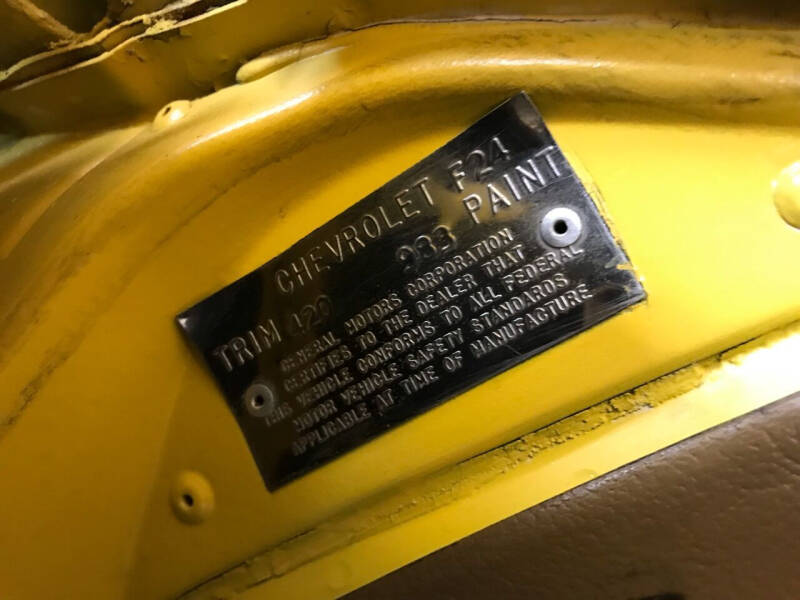 CHEVROLET F24
TRIM 420 983 PAINT
GENERAL MOTORS CORPORATION
CERTIFIES TO THE DEALER THAT
THIS VEHICLE CONFORMS TO ALL FEDERAL
MOTOR VEHICLE SAFETY STANDARDS
APPLICABLE AT TIME OF MANUFACTURE